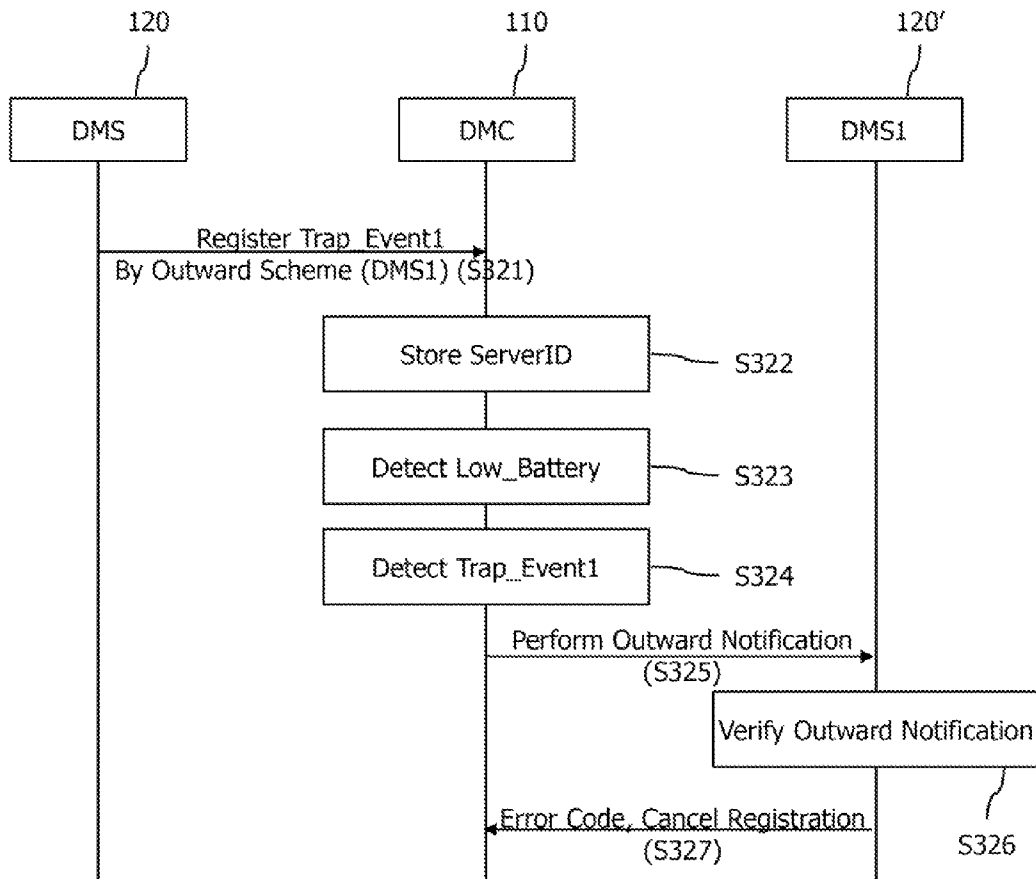 120
110
120'
DMS
DMC
DMS1
Register Trap_Event1
By Outward Scheme (DMS1) (S321)
Store ServerID
S322
Detect Low_Battery
S323
Detect Trap_Event1
S324
Perform Outward Notification
(S325)
Verify Outward Notification
S326
Error Code, Cancel Registration
(S327)